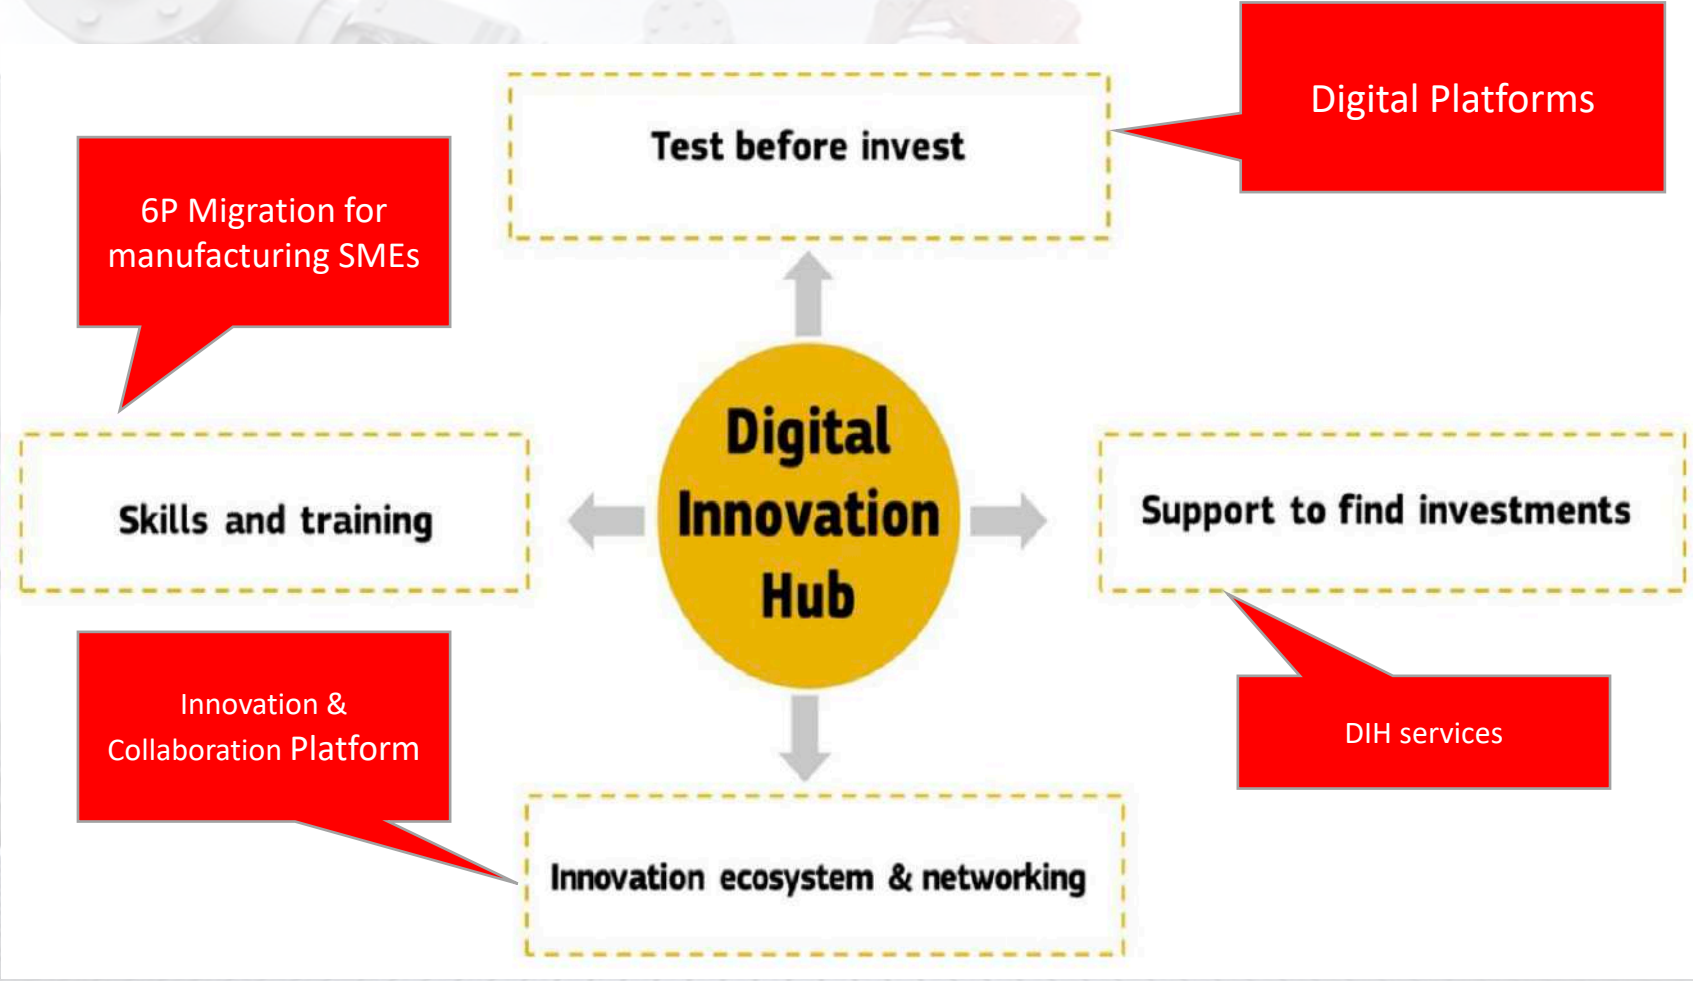 Digital Platforms
Test before invest
6P Migration for
manufacturing SMEs
Digital
Innovation
Hub
Skills and training
Support to find investments
Innovation &
Collaboration Platform
DIH services
Innovation ecosystem & networking